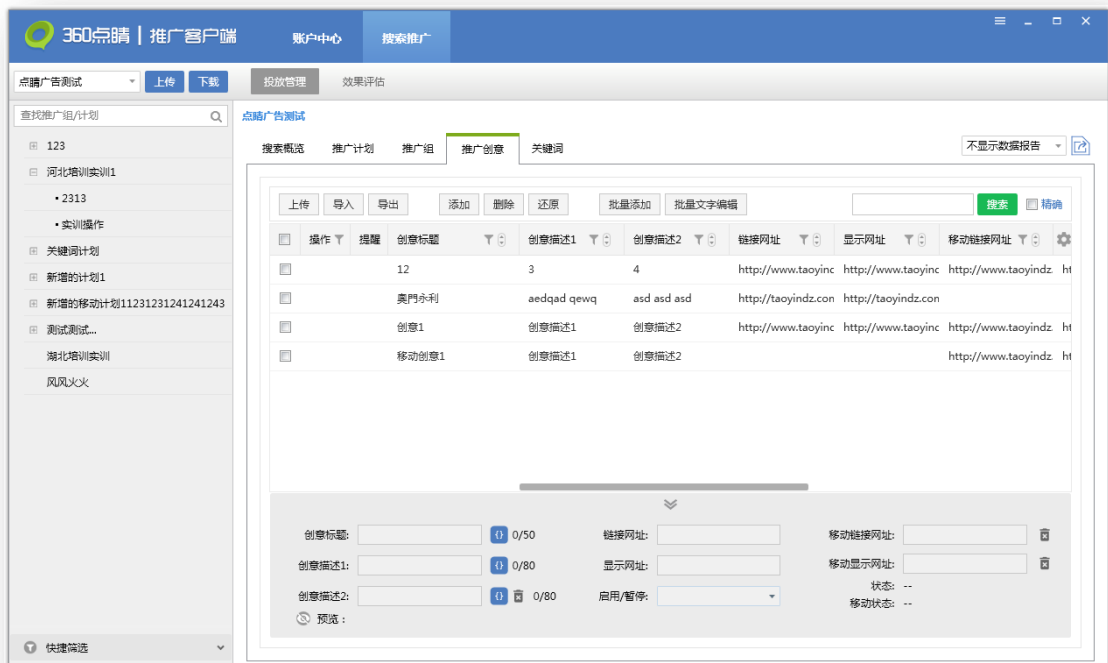 360点睛 | 推广客户端 账户中心 搜索推广
点睛广告测试 上传 下载 投放管理 效果评估
查找推广组/计划
123
河北培训实训1
2313
实训操作
关键词计划
新增的计划1
新增的移动计划11231231241241243
测试测试...
湖北培训实训
风风火火
快捷筛选
点睛广告测试
搜索概览 推广计划 推广组 推广创意 关键词 不显示数据报告
上传 导入 导出 添加 删除 还原 批量添加 批量文字编辑 搜索 精确
操作 提醒 创意标题 创意描述1 创意描述2 链接网址 显示网址 移动链接网址
12 3 4 http://www.taoyinc http://www.taoyinc http://www.taoyindz. ht
奥門永利 aedqad qewq asd asd asd http://taoyindz.con http://taoyindz.con
创意1 创意描述1 创意描述2 http://www.taoyinc http://www.taoyinc http://www.taoyindz. ht
移动创意1 创意描述1 创意描述2 http://www.taoyindz. ht
创意标题: {} 0/50 链接网址: 移动链接网址:
创意描述1: {} 0/80 显示网址: 移动显示网址:
创意描述2: {} 0/80 启用/暂停: 状态: --
移动状态: --
预览：